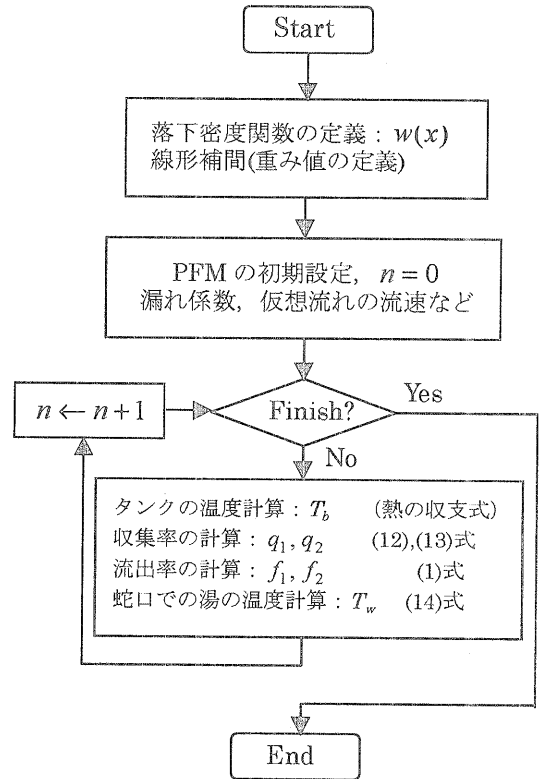 Start
落下密度関数の定義：w(x)
線形補間(重み値の定義)
PFMの初期設定，n = 0
漏れ係数，仮想流れの流速など
n ← n+1
Finish?
Yes
No
タンクの温度計算：T_b （熱の収支式）
収集率の計算：q_1, q_2 (12),(13)式
流出率の計算：f_1, f_2 (1)式
蛇口での湯の温度計算：T_w (14)式
End